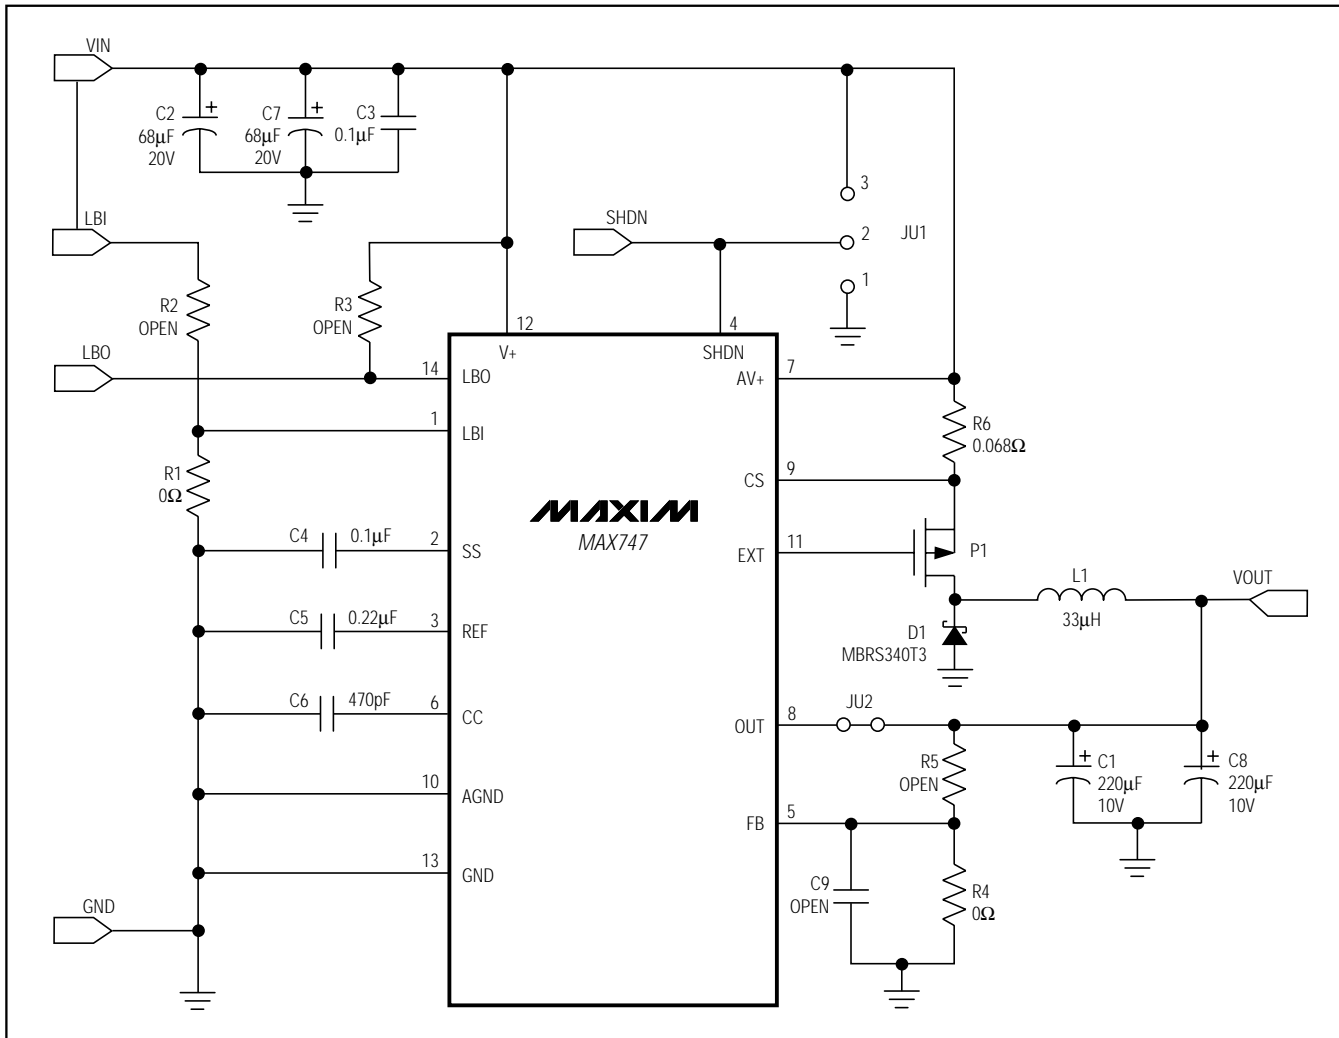 VIN
C2
68μF
20V
+
C7
68μF
20V
+
C3
0.1μF
3
2
1
JU1
LBI
SHDN
R2
OPEN
R3
OPEN
12
V+
4
SHDN
LBO
14
LBO
7
AV+
1
LBI
R6
0.068Ω
R1
0Ω
9
CS
MAXIM
MAX747
C4
0.1μF
2
SS
11
EXT
P1
L1
33μH
VOUT
C5
0.22μF
3
REF
D1
MBRS340T3
C6
470pF
6
CC
8
OUT
JU2
R5
OPEN
+
C1
220μF
10V
+
C8
220μF
10V
10
AGND
5
FB
13
GND
C9
OPEN
R4
0Ω
GND